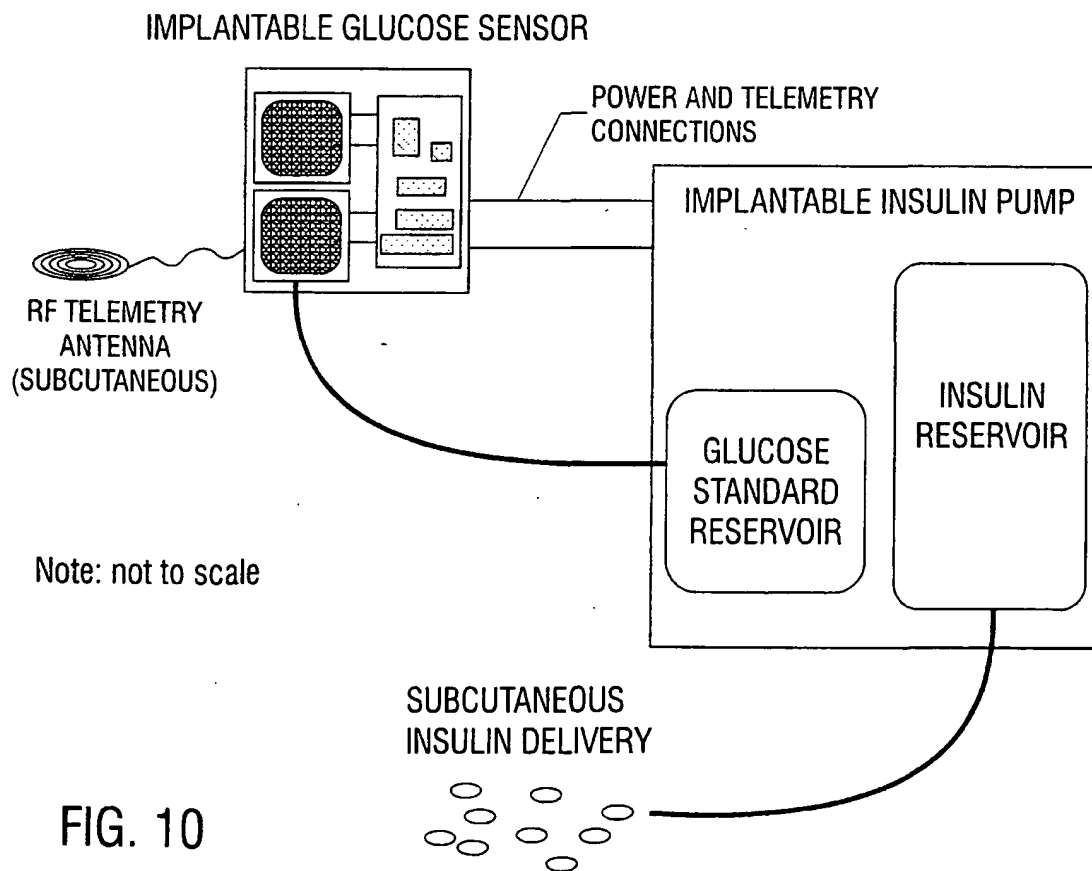 IMPLANTABLE GLUCOSE SENSOR
POWER AND TELEMETRY
CONNECTIONS
IMPLANTABLE INSULIN PUMP
RF TELEMETRY
ANTENNA
(SUBCUTANEOUS)
INSULIN
RESERVOIR
GLUCOSE
STANDARD
RESERVOIR
Note: not to scale
SUBCUTANEOUS
INSULIN DELIVERY
FIG. 10